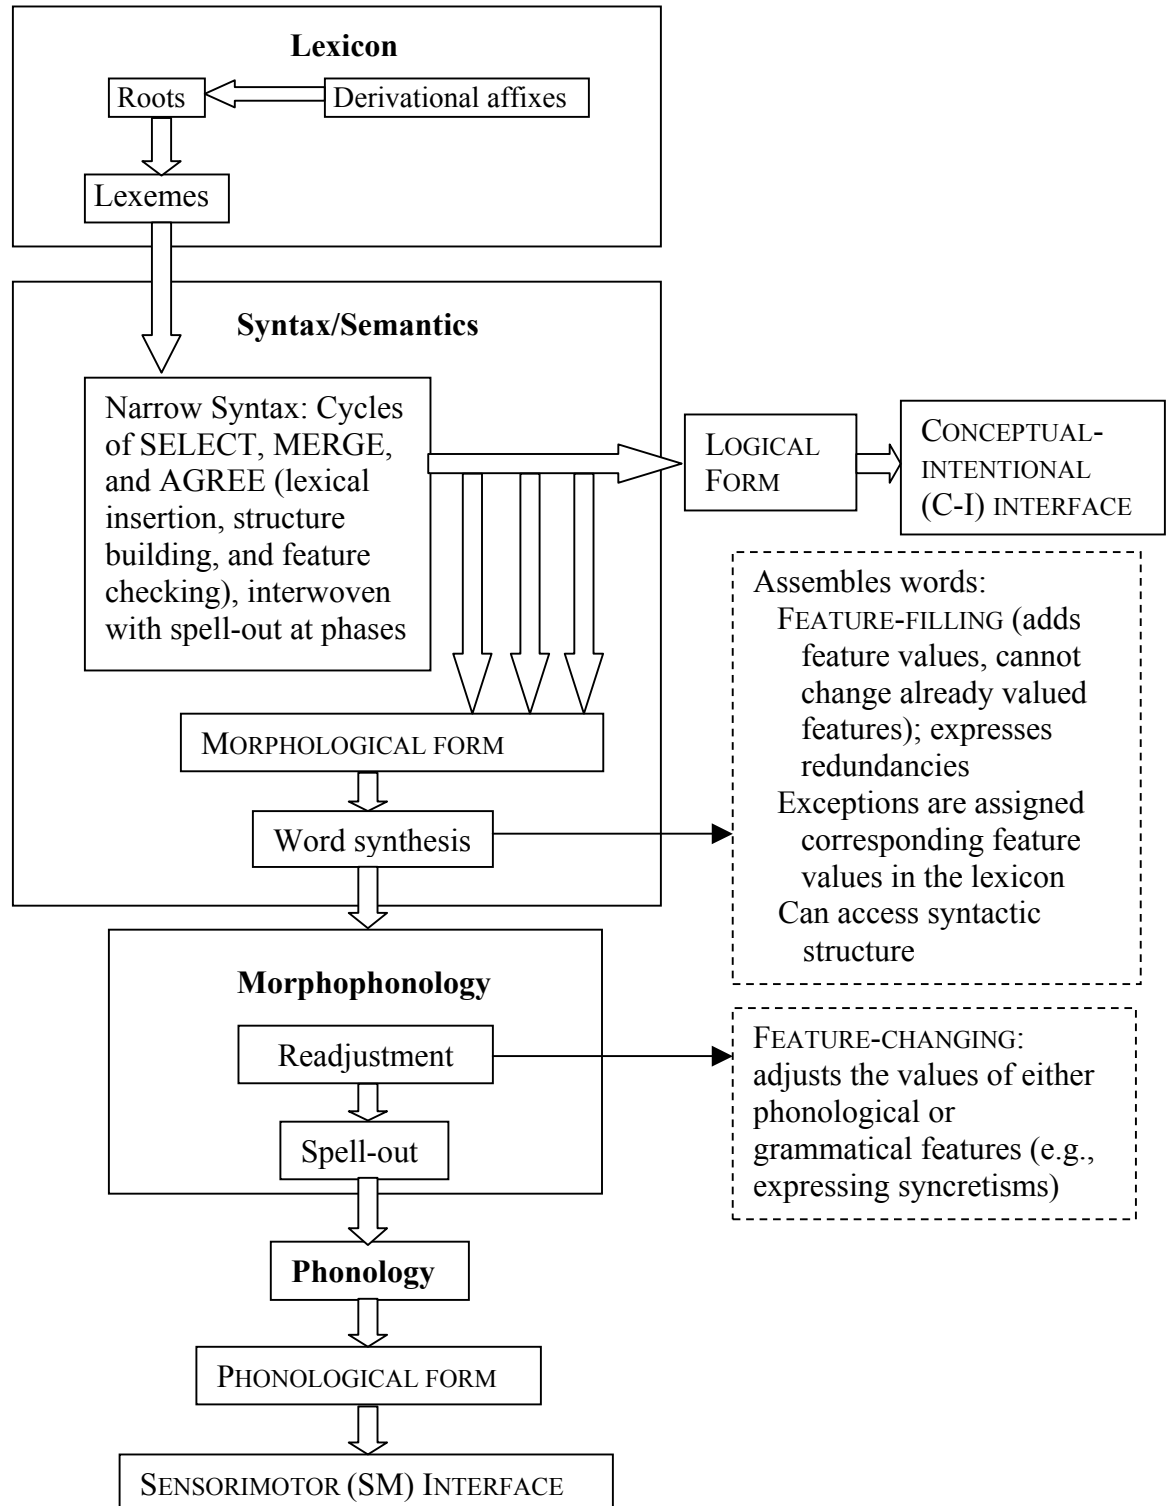 Lexicon
Roots
Derivational affixes
Lexemes
Syntax/Semantics
Narrow Syntax: Cycles
of SELECT, MERGE,
and AGREE (lexical
insertion, structure
building, and feature
checking), interwoven
with spell-out at phases
LOGICAL
FORM
CONCEPTUAL-
INTENTIONAL
(C-I) INTERFACE
MORPHOLOGICAL FORM
Word synthesis
Assembles words:
FEATURE-FILLING (adds
feature values, cannot
change already valued
features); expresses
redundancies
Exceptions are assigned
corresponding feature
values in the lexicon
Can access syntactic
structure
Morphophonology
Readjustment
Spell-out
FEATURE-CHANGING:
adjusts the values of either
phonological or
grammatical features (e.g.,
expressing syncretisms)
Phonology
PHONOLOGICAL FORM
SENSORIMOTOR (SM) INTERFACE